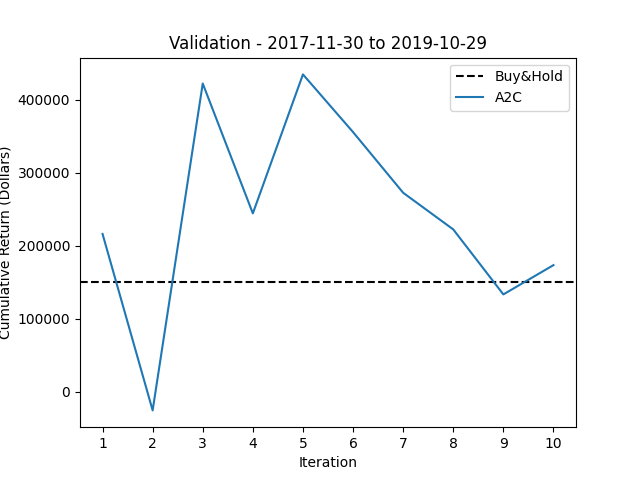 Validation - 2017-11-30 to 2019-10-29
Buy&Hold
A2C
Cumulative Return (Dollars)
400000
300000
200000
100000
0
1 2 3 4 5 6 7 8 9 10
Iteration